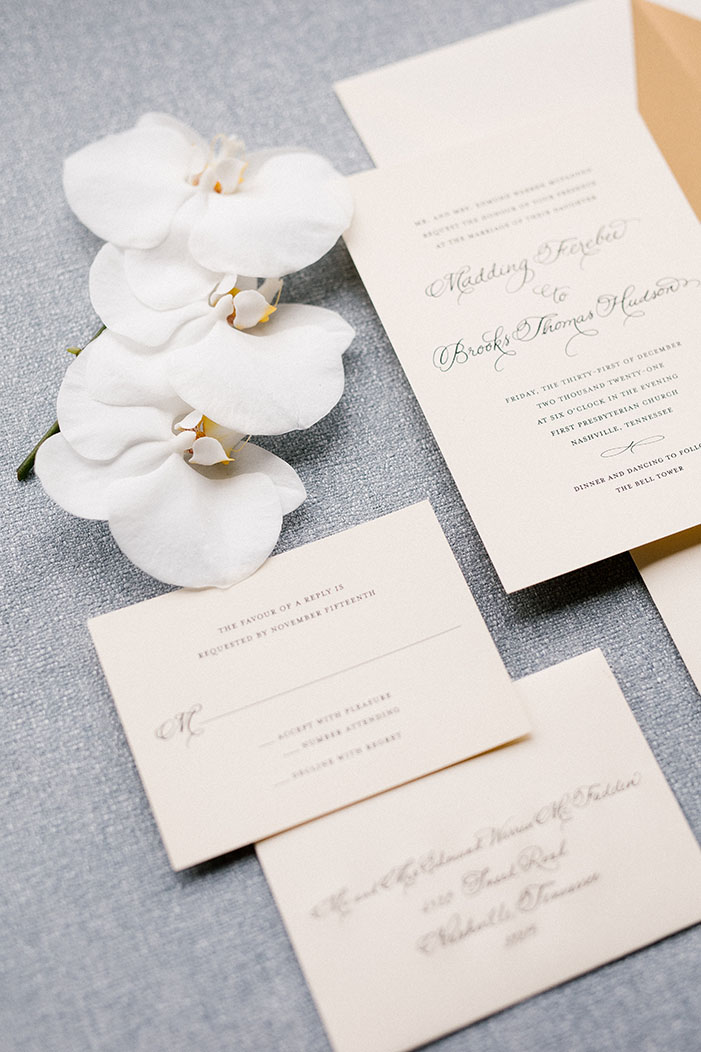 MR. AND MRS. EDMUND WARREN MCFADDEN
REQUEST THE HONOUR OF YOUR PRESENCE
AT THE MARRIAGE OF THEIR DAUGHTER
Madding Ferebee
to
Brooks Thomas Hudson
FRIDAY, THE THIRTY-FIRST OF DECEMBER
TWO THOUSAND TWENTY-ONE
AT SIX O'CLOCK IN THE EVENING
FIRST PRESBYTERIAN CHURCH
NASHVILLE, TENNESSEE
DINNER AND DANCING TO FOLLO
THE BELL TOWER
THE FAVOUR OF A REPLY IS
REQUESTED BY NOVEMBER FIFTEENTH
M
ACCEPT WITH PLEASURE
NUMBER ATTENDING
DECLINE WITH REGRET
Mr. and Mrs. Edmund Warren McFadden
Road
Nashville, Tennessee